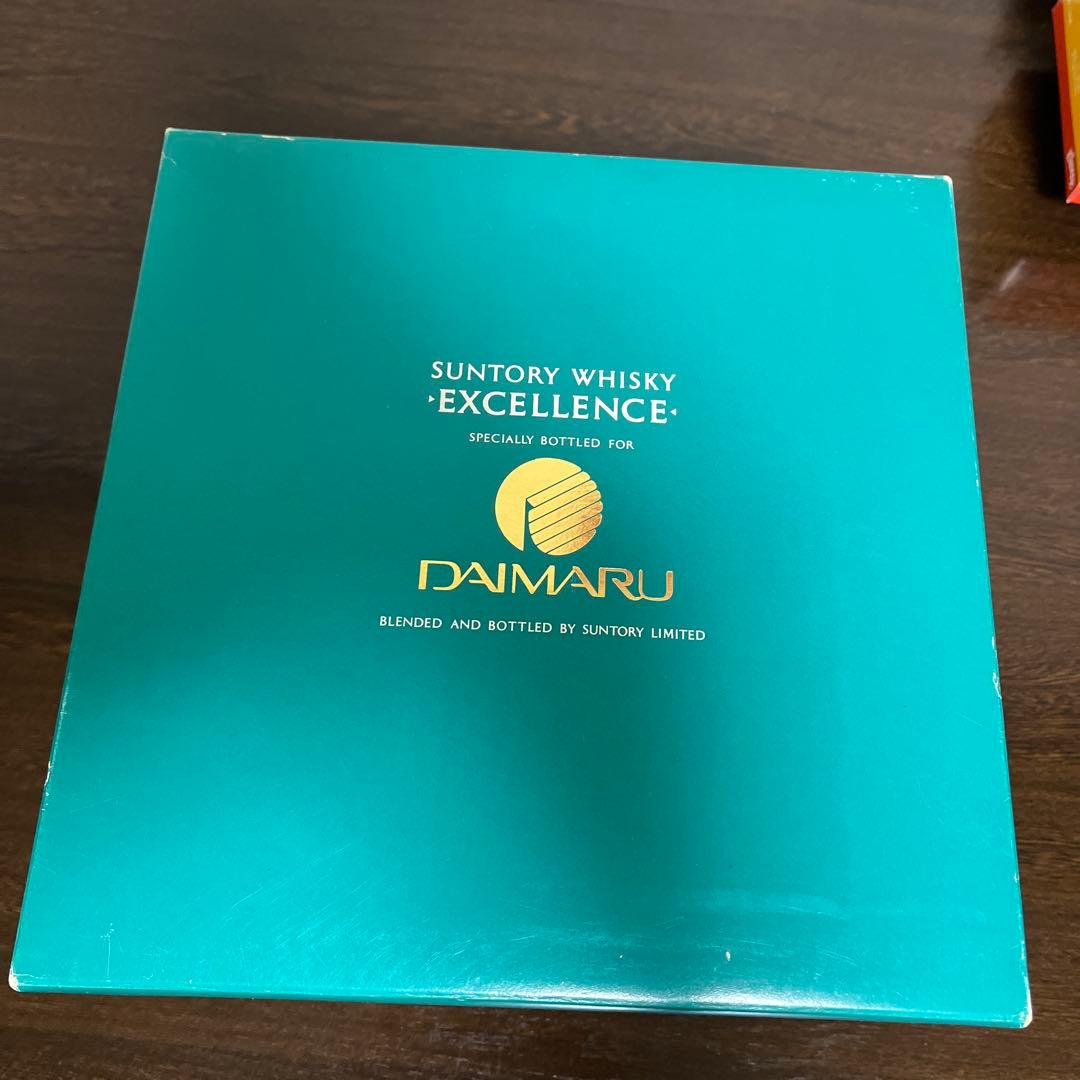 SUNTORY WHISKY
EXCELLENCE
SPECIALLY BOTTLED FOR
DAIMARU
BLENDED AND BOTTLED BY SUNTORY LIMITED